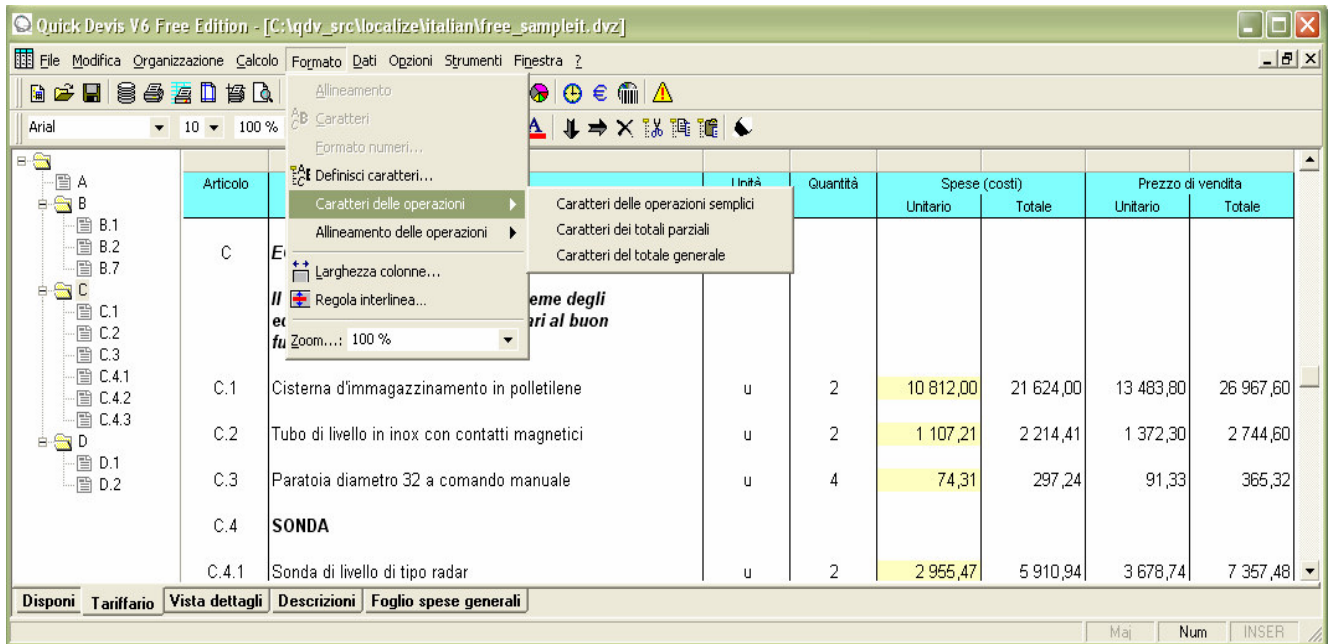 Quick Devis V6 Free Edition - [C:\qdv_src\localize\italian\free_sampleit.dvz]
File Modifica Organizzazione Calcolo Formato Dati Opzioni Strumenti Finestra ?
Arial 10 100 %
Allineamento
Caratteri
Formato numeri...
Definisci caratteri...
Caratteri delle operazioni
Allineamento delle operazioni
Larghezza colonne...
Regola interlinea...
Zoom...: 100 %
Caratteri delle operazioni semplici
Caratteri dei totali parziali
Caratteri del totale generale
A
B
B.1
B.2
B.7
C
C.1
C.2
C.3
C.4.1
C.4.2
C.4.3
D
D.1
D.2
Articolo Unità Quantità Spese (costi) Prezzo di vendita
Unitario Totale Unitario Totale
C
Il eme degli
ari al buon
fu
C.1 Cisterna d'immagazzinamento in polletilene u 2 10 812,00 21 624,00 13 483,80 26 967,60
C.2 Tubo di livello in inox con contatti magnetici u 2 1 107,21 2 214,41 1 372,30 2 744,60
C.3 Paratoia diametro 32 a comando manuale u 4 74,31 297,24 91,33 365,32
C.4 SONDA
C.4.1 Sonda di livello di tipo radar u 2 2 955,47 5 910,94 3 678,74 7 357,48
Disponi Tariffario Vista dettagli Descrizioni Foglio spese generali
Maj Num INSER